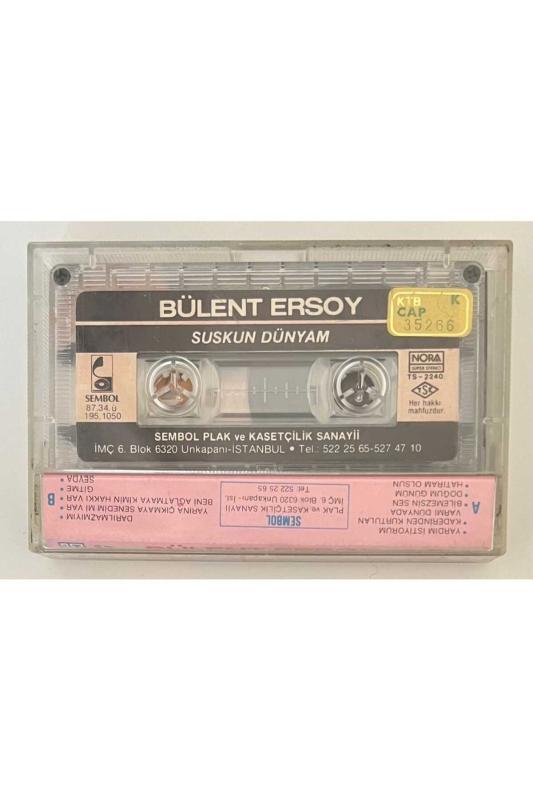 BÜLENT ERSOY
SUSKUN DÜNYAM
KTB K
CAP
35266
SEMBOL
87.34.ü
195.1050
NORA
SUPER STEREO
TS-2240
TSE
Her hakkı
mahfuzdur.
SEMBOL PLAK ve KASETÇİLİK SANAYİİ
İMÇ 6. Blok 6320 Unkapanı-İSTANBUL • Tel.: 522 25 65-527 47 10
A
• YARDIM İSTİYORUM
• KADERİNDEN KURTULAN
VARMI DÜNYADA
• BİLEMEZSİN SEN
• DOĞUM GÜNÜM
• HATIRAM OLSUN
SEMBOL
PLAK ve KASETÇİLİK SANAYİİ
İMÇ 6. Blok 6320 Unkapanı-İst.
Tel: 522 25 65
B
• DARILMAZMIYIM
• YARINA ÇIKMAYA SENEDİN Mİ VAR
• BENİ AĞLATMAYA KİMİN HAKKI VAR
• GİTME
• SEVDA
BÜLENT ERSOY